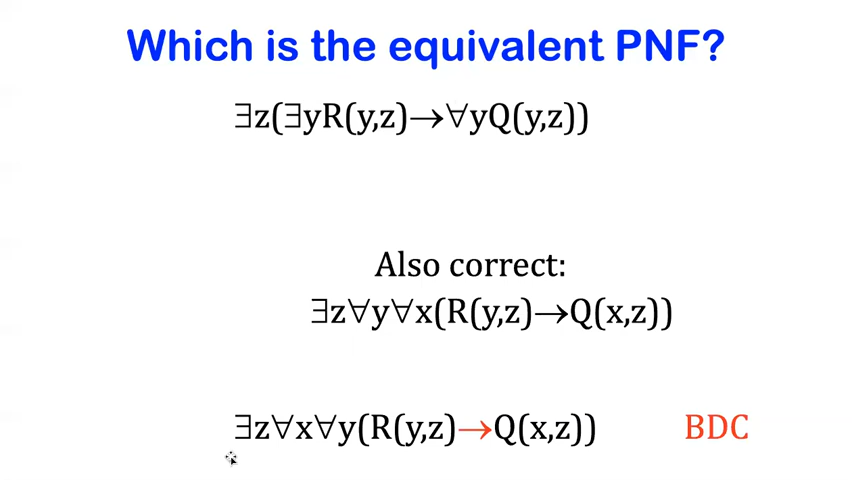 Which is the equivalent PNF?
∃z(∃yR(y,z)→∀yQ(y,z))
Also correct:
∃z∀y∀x(R(y,z)→Q(x,z))
∃z∀x∀y(R(y,z)→Q(x,z)) BDC